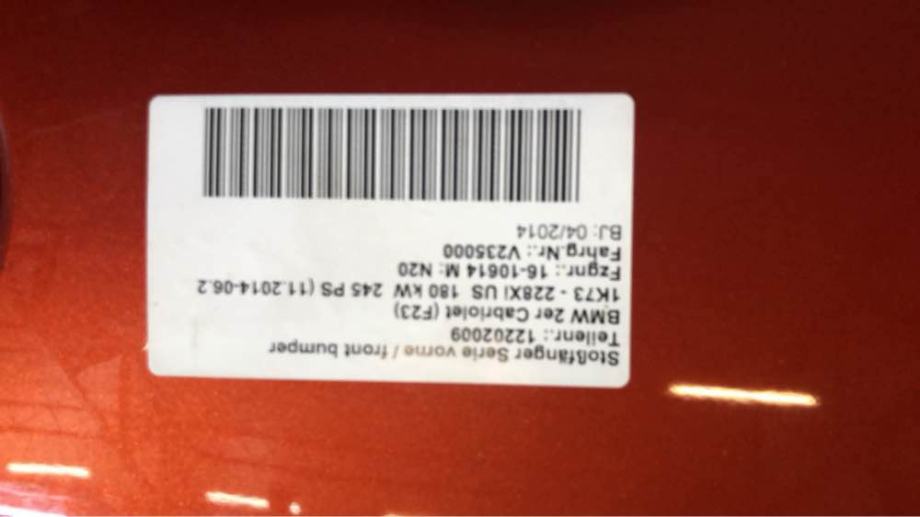 Stoßfänger Serie vorne / front bumper
Teilenr.: 12202009
BMW 2er Cabriolet (F23)
1K73 - 228Xi US 180 kW 245 PS (11.2014-06.2
Fzgnr.: 16-10614 M: N20
Fahrg.Nr.: V235000
BJ: 04/2014